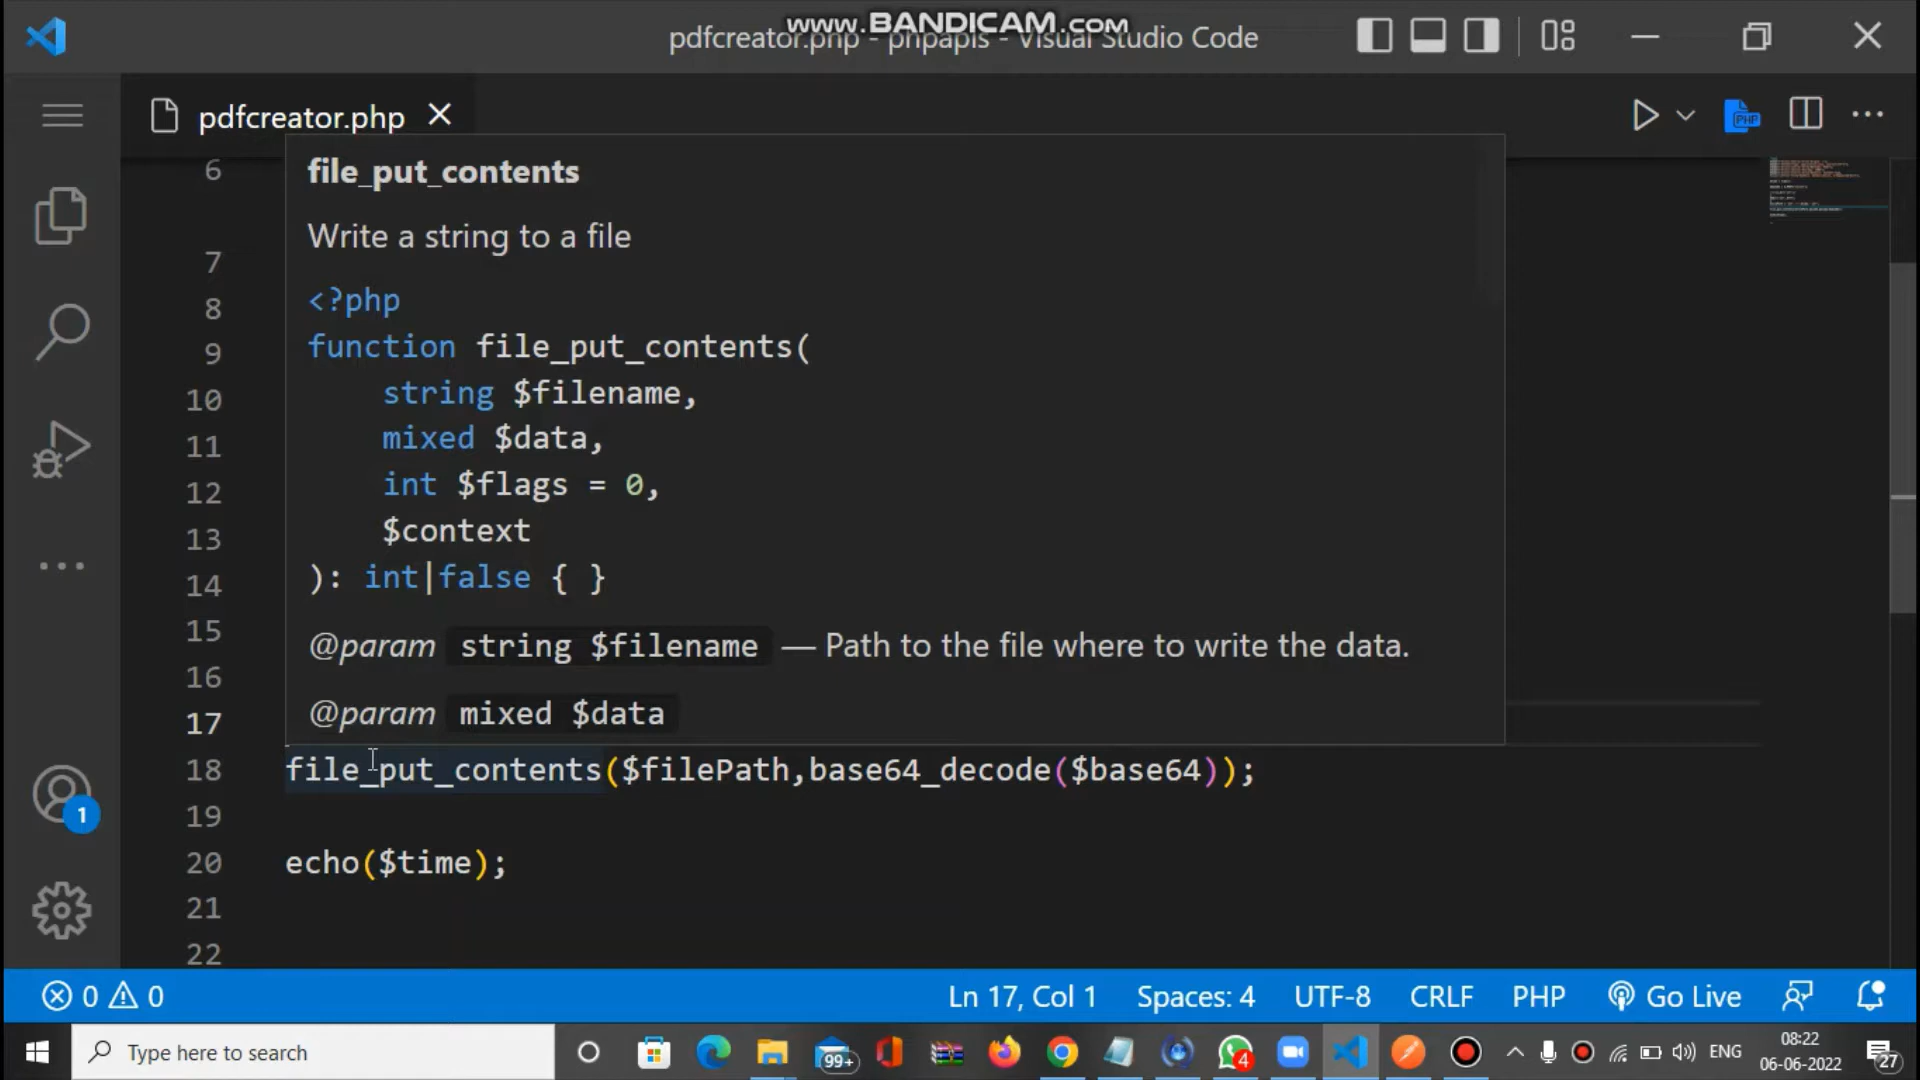 www.BANDICAM.com
pdfcreator.php - phpapis - Visual Studio Code
pdfcreator.php
PHP
file_put_contents
Write a string to a file
<?php
function file_put_contents(
string $filename,
mixed $data,
int $flags = 0,
$context
): int|false { }
@param string $filename — Path to the file where to write the data.
@param mixed $data
6
7
8
9
10
11
12
13
14
15
16
17
18 file_put_contents($filePath,base64_decode($base64));
19
20 echo($time);
21
22
1
0 0 Ln 17, Col 1 Spaces: 4 UTF-8 CRLF PHP Go Live
Type here to search 99+ 4 ENG 08:22
06-06-2022 27